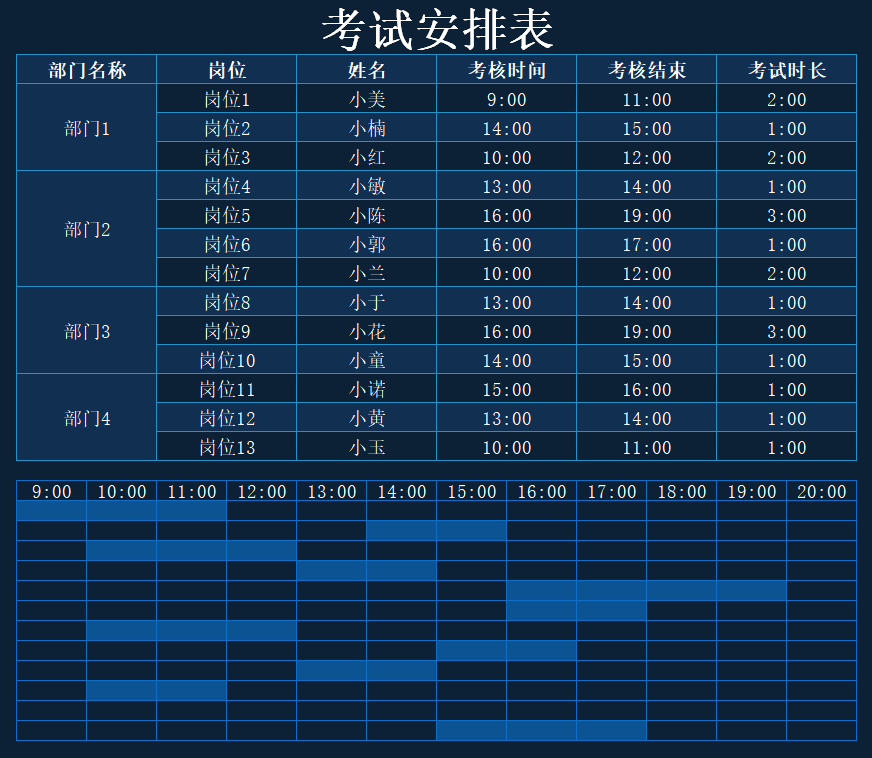 考试安排表
部门名称 岗位 姓名 考核时间 考核结束 考试时长
部门1 岗位1 小美 9:00 11:00 2:00
岗位2 小楠 14:00 15:00 1:00
岗位3 小红 10:00 12:00 2:00
部门2 岗位4 小敏 13:00 14:00 1:00
岗位5 小陈 16:00 19:00 3:00
岗位6 小郭 16:00 17:00 1:00
岗位7 小兰 10:00 12:00 2:00
部门3 岗位8 小于 13:00 14:00 1:00
岗位9 小花 16:00 19:00 3:00
岗位10 小童 14:00 15:00 1:00
部门4 岗位11 小诺 15:00 16:00 1:00
岗位12 小黄 13:00 14:00 1:00
岗位13 小玉 10:00 11:00 1:00
9:00 10:00 11:00 12:00 13:00 14:00 15:00 16:00 17:00 18:00 19:00 20:00